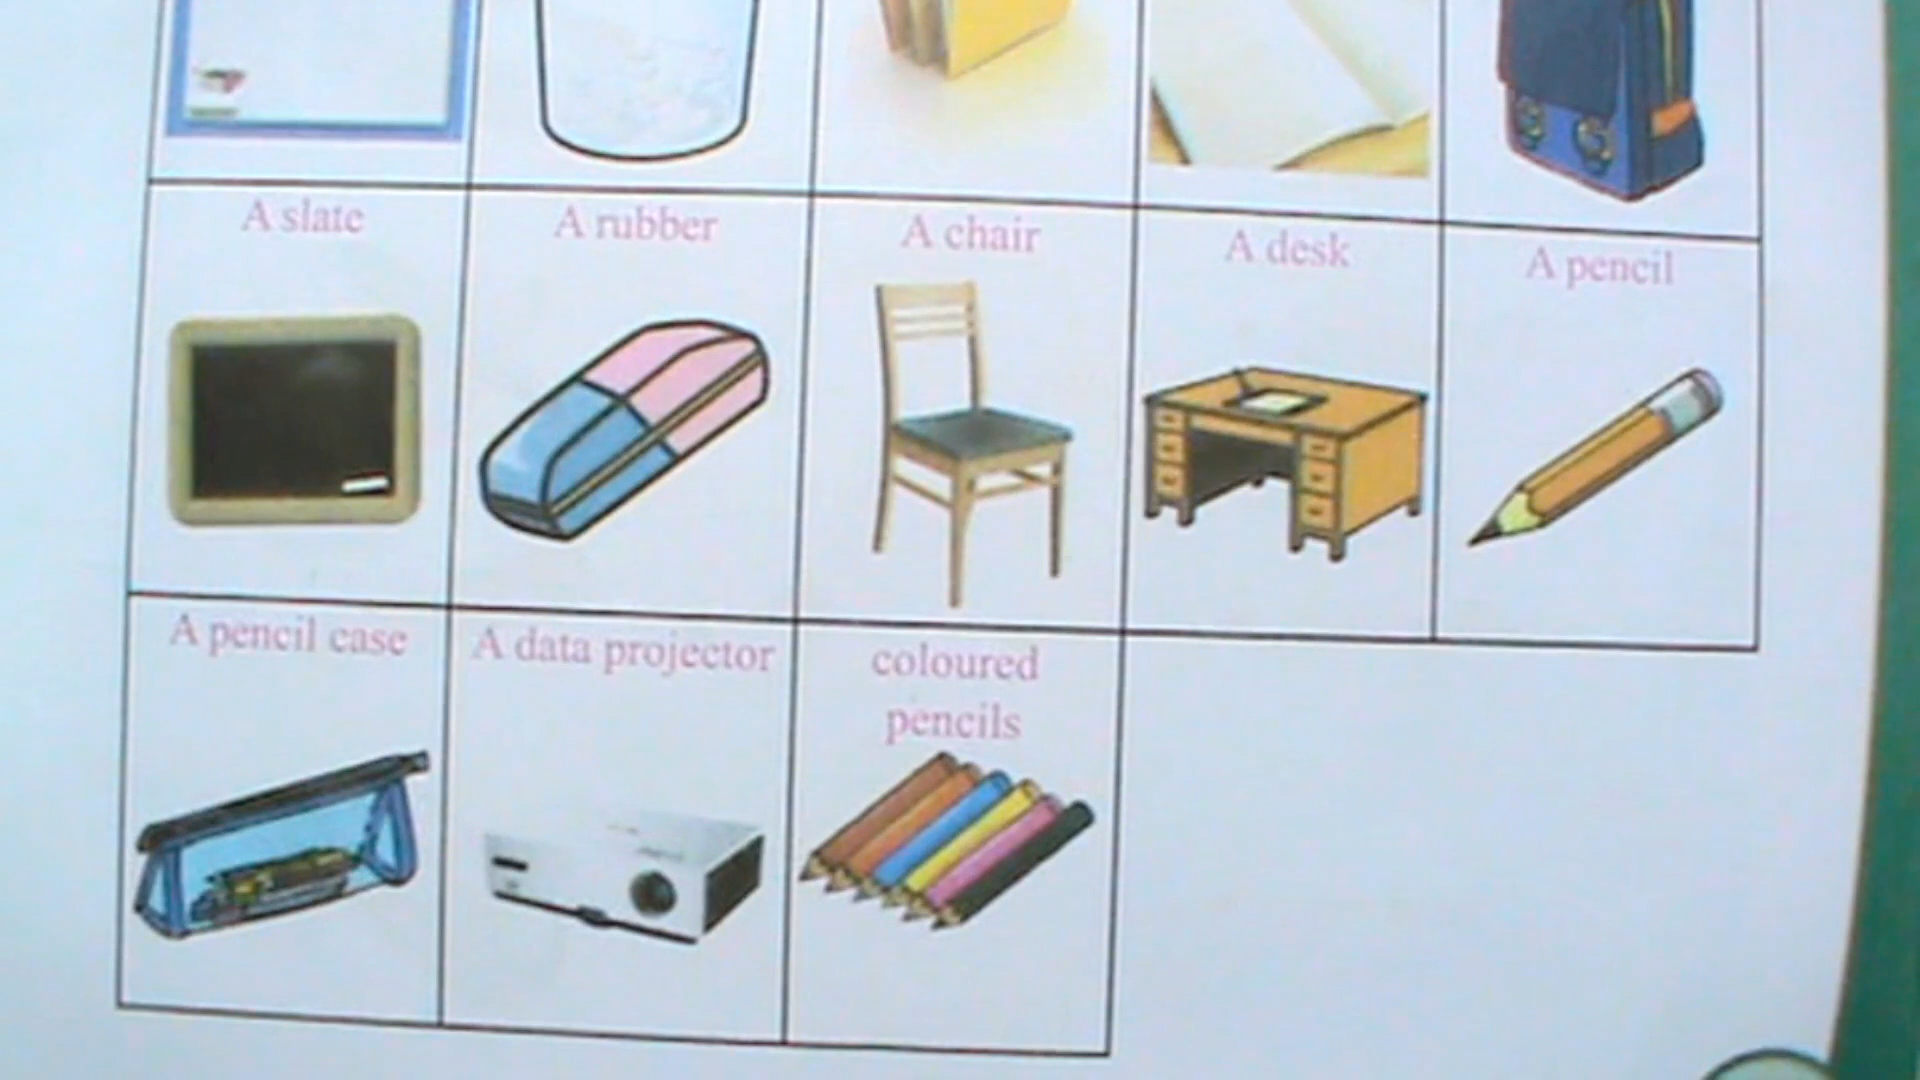 A slate
A rubber
A chair
A desk
A pencil
A pencil case
A data projector
coloured
pencils